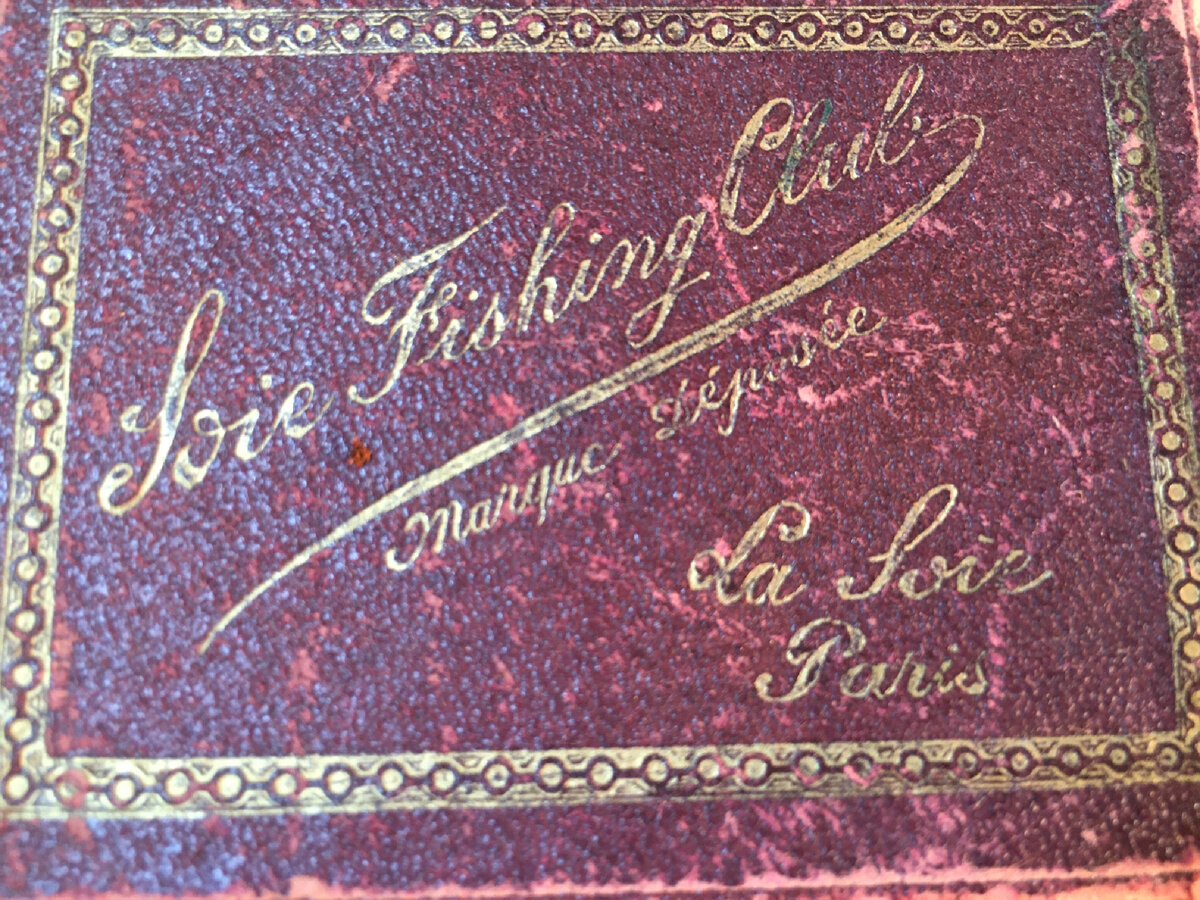 Soie Fishing Club.
Marque Déposée
La Soie
Paris